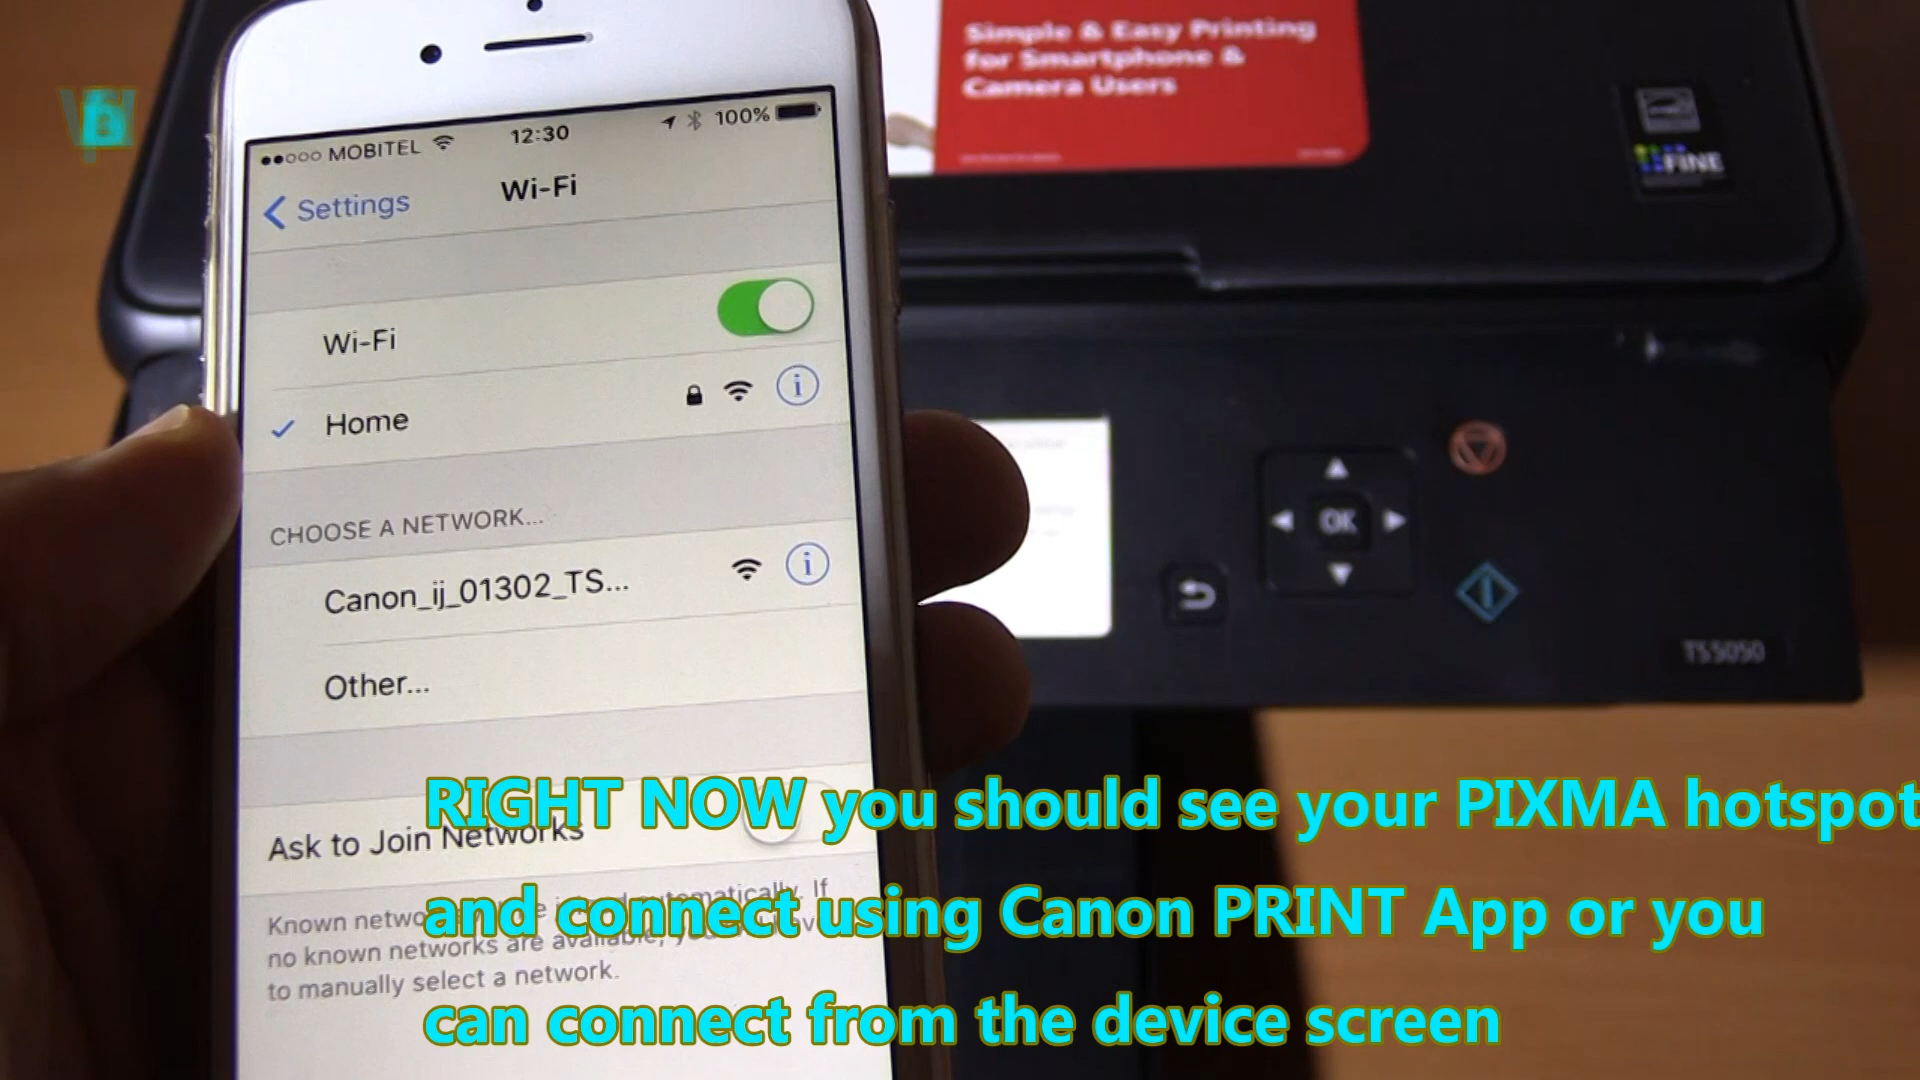 Simple & Easy Printing
for Smartphone &
Camera Users
FINE
MOBITEL 12:30 100%
Settings Wi-Fi
Wi-Fi
Home
CHOOSE A NETWORK...
Canon_ij_01302_TS...
Other...
OK
TS5050
Ask to Join Networks
Known automatically. If
no known networks are available,
to manually select a network.
RIGHT NOW you should see your PIXMA hotspot
and connect using Canon PRINT App or you
can connect from the device screen